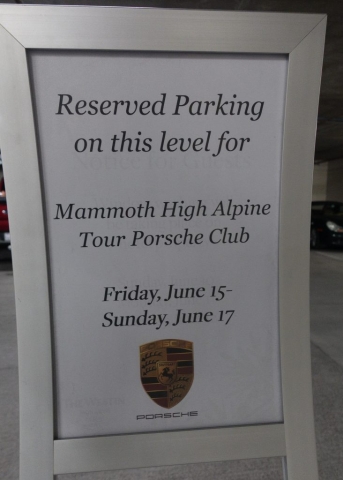 Reserved Parking
on this level for
Mammoth High Alpine
Tour Porsche Club
Friday, June 15-
Sunday, June 17
PORSCHE